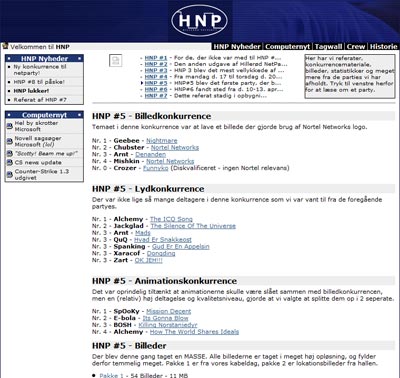 HNP
HNP Nyheder Computernyt Tagwall Crew Historie
Velkommen til HNP
HNP Nyheder
Ny konkurrence til netparty!
HNP #8 til påske!
HNP lukker!
Referat af HNP #7
Computernyt
Hel by skrotter
Microsoft
Novell sagsøger
Microsoft (lol)
"Scotty! Beam me up!"
CS news update
Counter-Strike 1.3
udgivet
HNP #1 - For de, der ikke var med til HNP #...
HNP #2 - Den anden udgave af Hillerød NetPa...
HNP #3 - HNP 3 blev det mest vellykkede af ...
HNP #4 - Fra mandag d. 17 til torsdag d. 20...
HNP #5 - HNP#5 blev det første party, der b...
HNP #6 - HNP#6 fandt sted fra d. 10-13. apr...
HNP #7 - Dette referat stadig i opbygni...
Her har vi referater,
konkurrencemateriale,
billeder, statistikker og meget
mere fra de parties vi har
afholdt. Tryk til venstre herfor
for at læse om et party.
HNP #5 - Billedkonkurrence
Temaet i denne konkurrence var at lave et billede der gjorde brug af Nortel Networks logo.
Nr. 1 - Geebee - Nightmare
Nr. 2 - Chubster - Nortel Networks
Nr. 3 - Arnt - Denanden
Nr. 4 - Mishkin - Nortel Networks
Nr. 0 - Crozer - Funnyko (Diskvalificeret - ingen Nortel relevans)
HNP #5 - Lydkonkurrence
Der var ikke lige så mange deltagere i denne konkurrence som vi var vant til fra de foregående
partyes.
Nr. 1 - Alchemy - The ICQ Song
Nr. 2 - Jackglad - The Silence Of The Universe
Nr. 3 - Arnt - Mads
Nr. 3 - QuQ - Hvad Er Snakkeost
Nr. 3 - Spanking - Gud Er En Appelsin
Nr. 3 - Xaracof - Dongding
Nr. 3 - Zart - OK JEH!!!
HNP #5 - Animationskonkurrence
Det var oprindelig tiltænkt at animationerne skulle være slået sammen med billedkonkurrencen,
men en (relativ) høj deltagelse og kvalitetsniveau, gjorde at vi valgte at splitte dem op i 2 seperate.
Nr. 1 - SpOoKy - Mission Decent
Nr. 2 - E-bola - Its Gonna Blow
Nr. 3 - BOSH - Killing Norstansedyr
Nr. 4 - Alchemy - How The World Shares Ideals
HNP #5 - Billeder
Der blev denne gang taget en MASSE. Alle billederne er taget i meget høj opløsning, og fylder
derfor temmelig meget. Pakke 1 er fra vores kabeldag, pakke 2 er lokationsbilleder fra hallen.
Pakke 1 - 54 Billeder - 11 MB